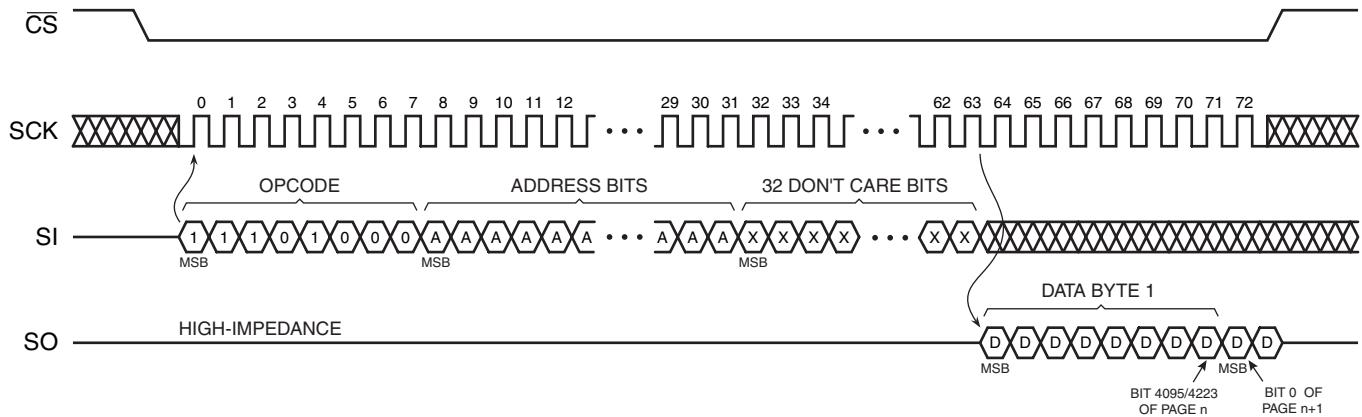 CS
SCK
0 1 2 3 4 5 6 7 8 9 10 11 12 29 30 31 32 33 34 62 63 64 65 66 67 68 69 70 71 72
OPCODE
ADDRESS BITS
32 DON'T CARE BITS
SI
1 1 1 0 1 0 0 0 A A A A A A A A A X X X X X X
MSB MSB MSB
DATA BYTE 1
HIGH-IMPEDANCE
SO
D D D D D D D D D D
MSB MSB
BIT 4095/4223
OF PAGE n
BIT 0 OF
PAGE n+1